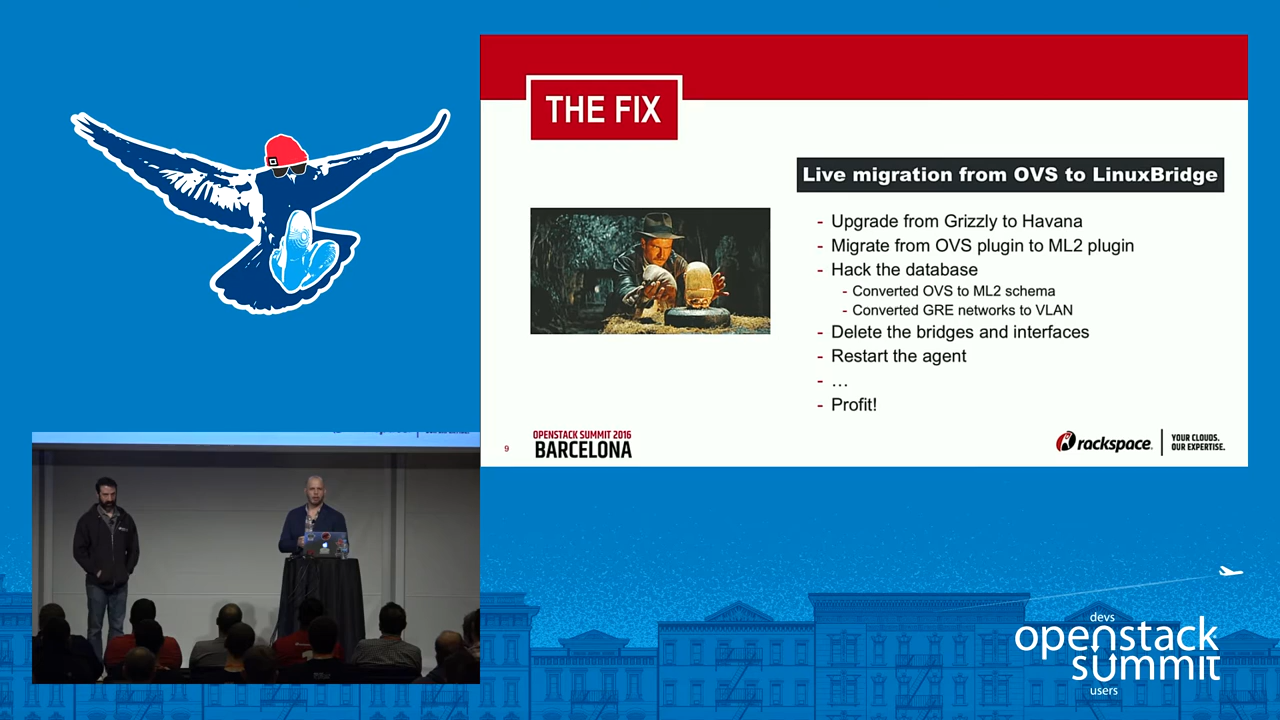 THE FIX
Live migration from OVS to LinuxBridge
- Upgrade from Grizzly to Havana
- Migrate from OVS plugin to ML2 plugin
- Hack the database
- Converted OVS to ML2 schema
- Converted GRE networks to VLAN
- Delete the bridges and interfaces
- Restart the agent
- …
- Profit!
9
OPENSTACK SUMMIT 2016
BARCELONA
rackspace.
YOUR CLOUDS.
OUR EXPERTISE.
devs
openstack
summit
users